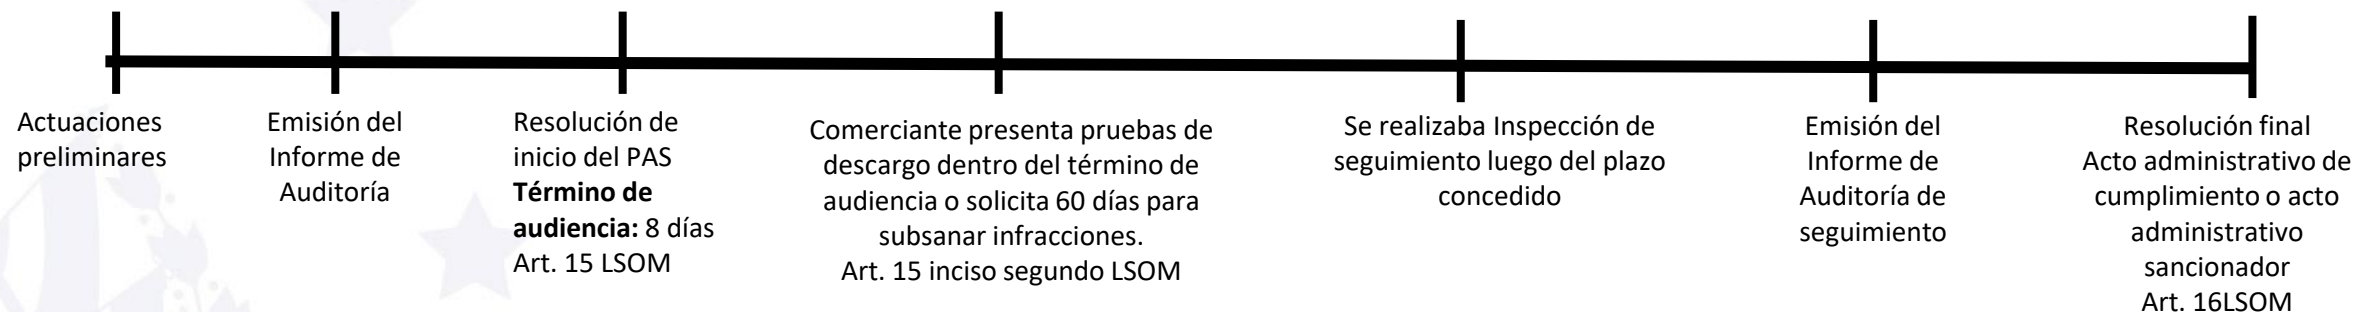 Actuaciones
preliminares
Emisión del
Informe de
Auditoría
Resolución de
inicio del PAS
Término de
audiencia: 8 días
Art. 15 LSOM
Comerciante presenta pruebas de
descargo dentro del término de
audiencia o solicita 60 días para
subsanar infracciones.
Art. 15 inciso segundo LSOM
Se realizaba Inspección de
seguimiento luego del plazo
concedido
Emisión del
Informe de
Auditoría de
seguimiento
Resolución final
Acto administrativo de
cumplimiento o acto
administrativo
sancionador
Art. 16LSOM